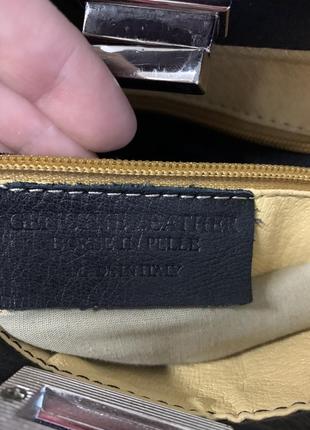 GENUINE LEATHER
BORSE IN PELLE
MADE IN ITALY